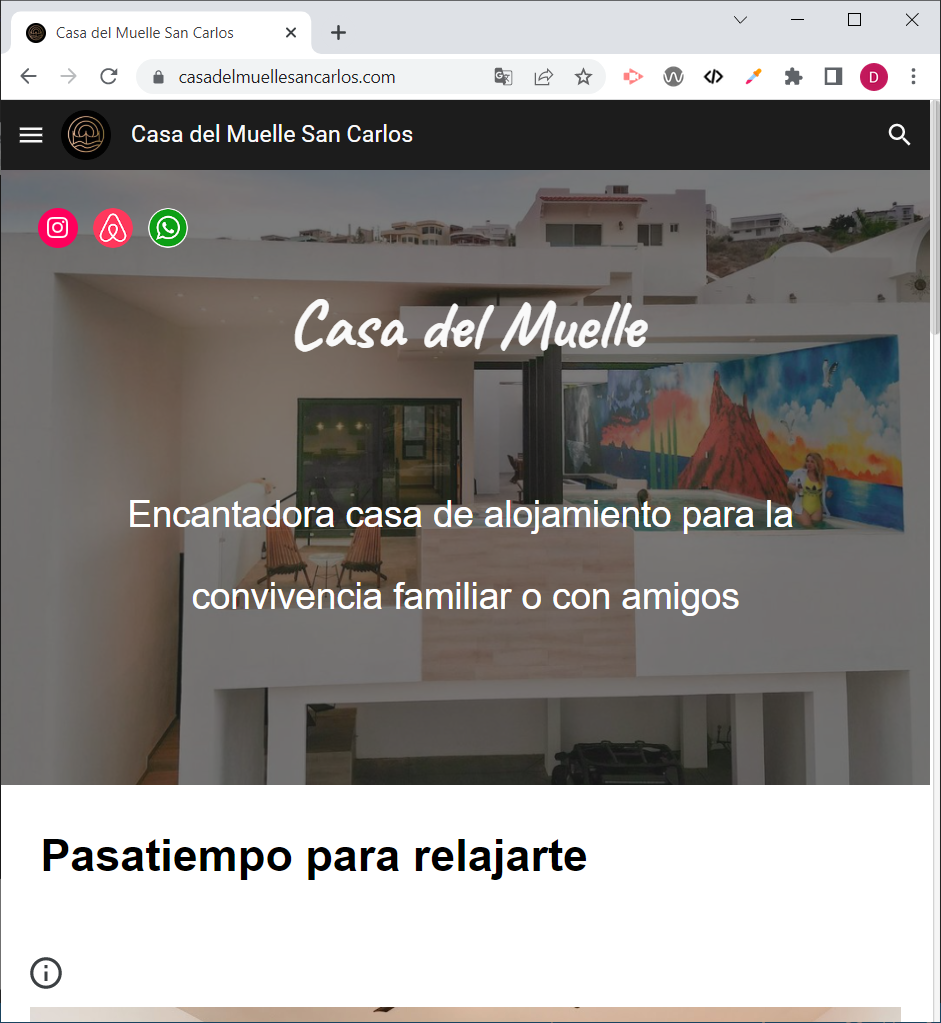 Casa del Muelle San Carlos
casadelmuellesancarlos.com
D
Casa del Muelle San Carlos
Casa del Muelle
Encantadora casa de alojamiento para la
convivencia familiar o con amigos
Pasatiempo para relajarte